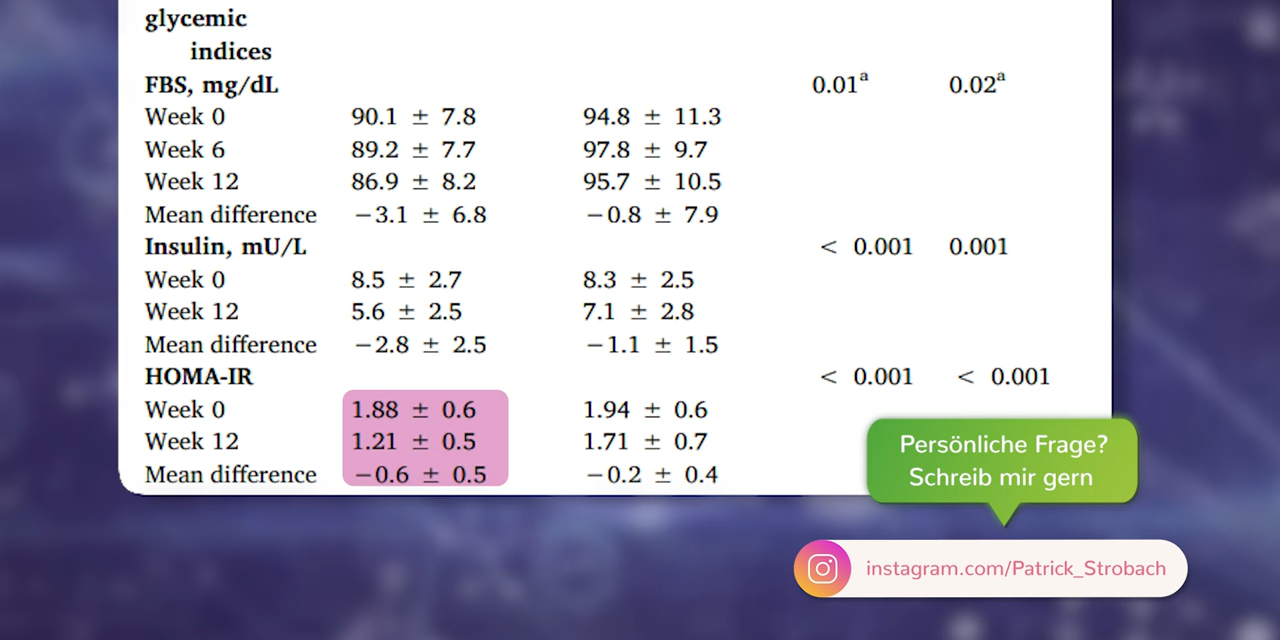 glycemic
indices
FBS, mg/dL 0.01ᵃ 0.02ᵃ
Week 0 90.1 ± 7.8 94.8 ± 11.3
Week 6 89.2 ± 7.7 97.8 ± 9.7
Week 12 86.9 ± 8.2 95.7 ± 10.5
Mean difference −3.1 ± 6.8 −0.8 ± 7.9
Insulin, mU/L < 0.001 0.001
Week 0 8.5 ± 2.7 8.3 ± 2.5
Week 12 5.6 ± 2.5 7.1 ± 2.8
Mean difference −2.8 ± 2.5 −1.1 ± 1.5
HOMA-IR < 0.001 < 0.001
Week 0 1.88 ± 0.6 1.94 ± 0.6
Week 12 1.21 ± 0.5 1.71 ± 0.7
Mean difference −0.6 ± 0.5 −0.2 ± 0.4
Persönliche Frage?
Schreib mir gern
instagram.com/Patrick_Strobach